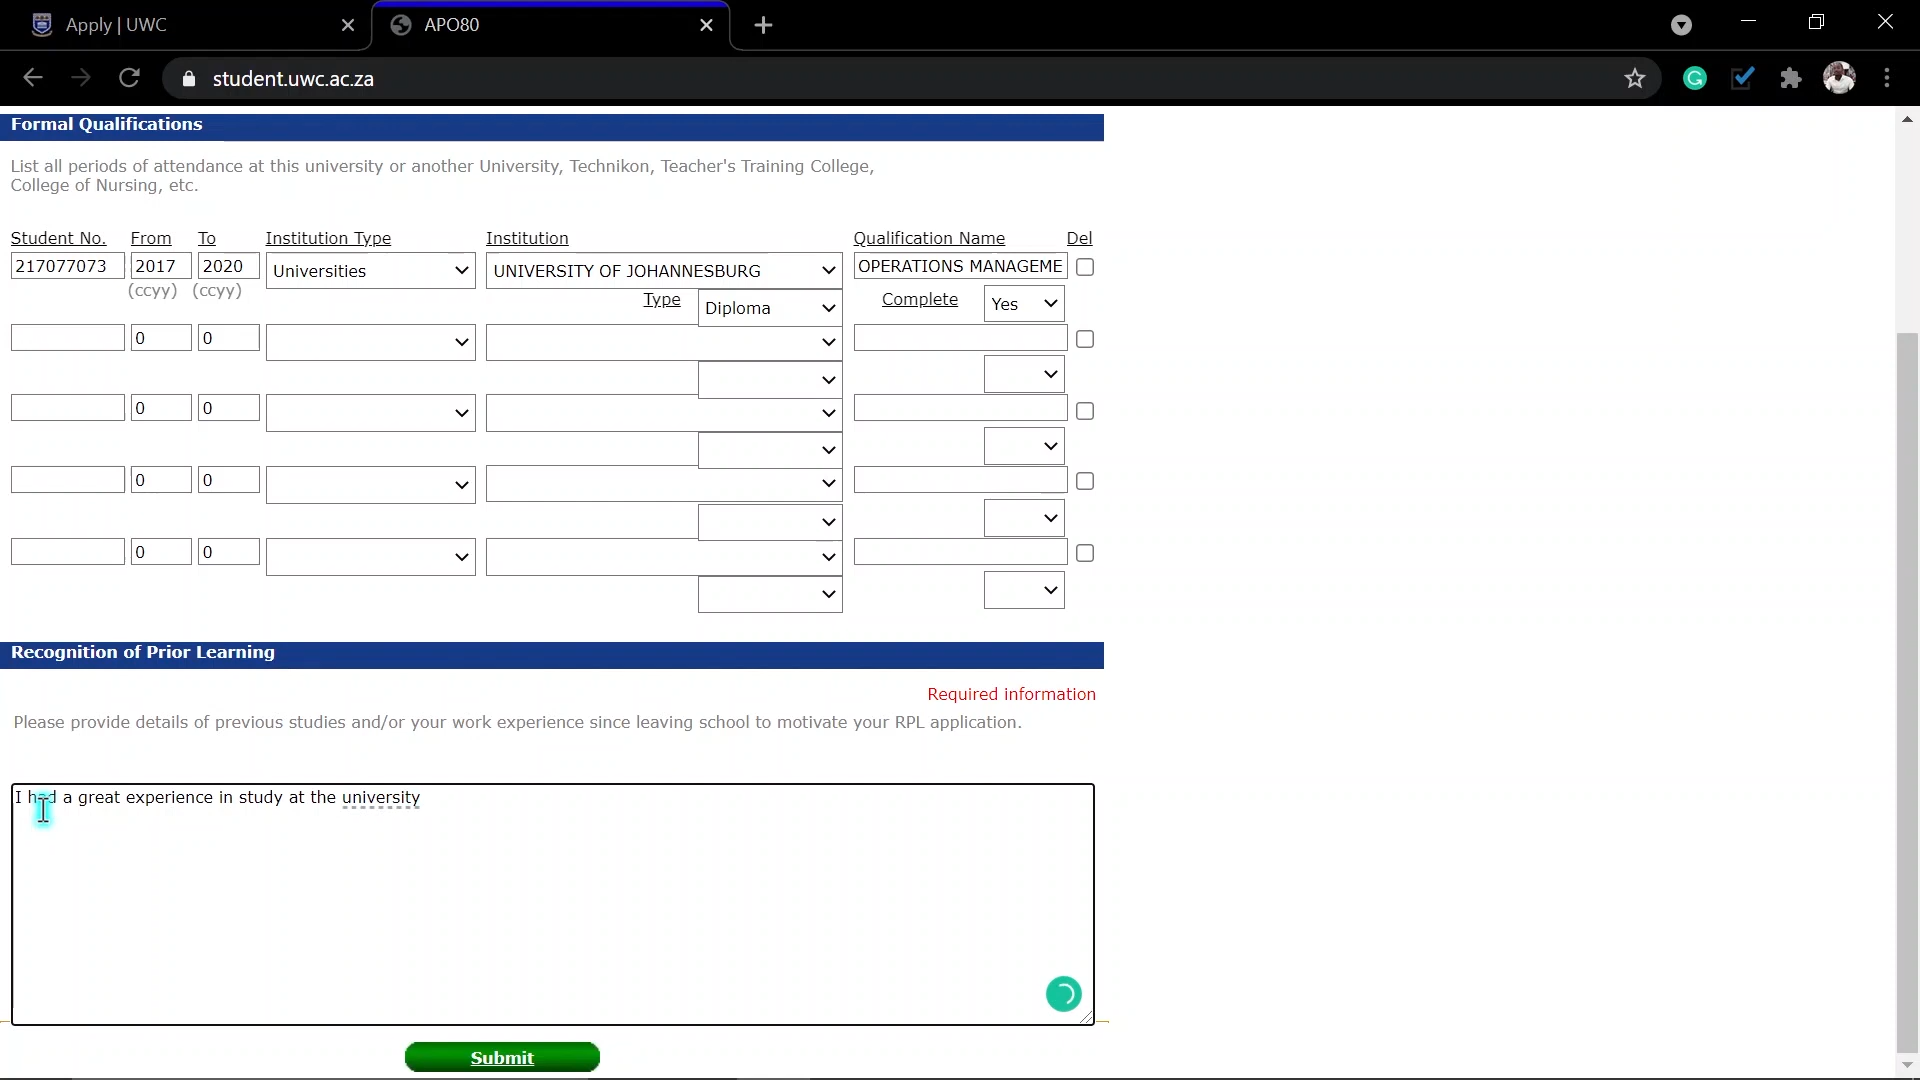 Apply | UWC
APO80
student.uwc.ac.za
Formal Qualifications
List all periods of attendance at this university or another University, Technikon, Teacher's Training College,
College of Nursing, etc.
Student No. From To Institution Type Institution Qualification Name Del
217077073 2017 2020 Universities UNIVERSITY OF JOHANNESBURG OPERATIONS MANAGEME
(ccyy) (ccyy) Type Diploma Complete Yes
0 0
0 0
0 0
0 0
Recognition of Prior Learning
Required information
Please provide details of previous studies and/or your work experience since leaving school to motivate your RPL application.
I had a great experience in study at the university
Submit